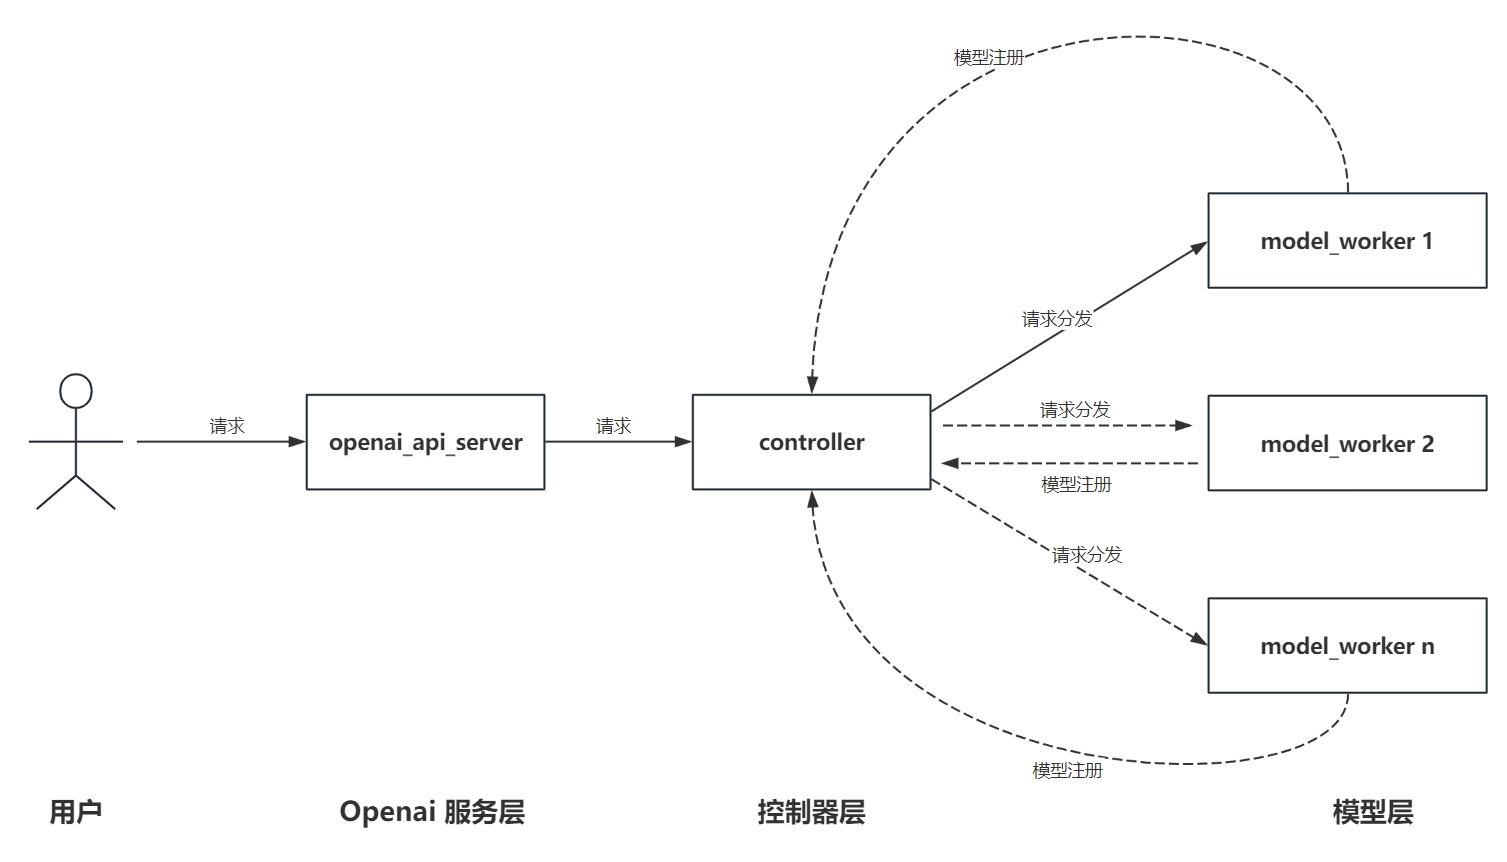 模型注册
model_worker 1
请求分发
请求
openai_api_server
请求
controller
请求分发
model_worker 2
模型注册
请求分发
model_worker n
模型注册
用户
Openai 服务层
控制器层
模型层